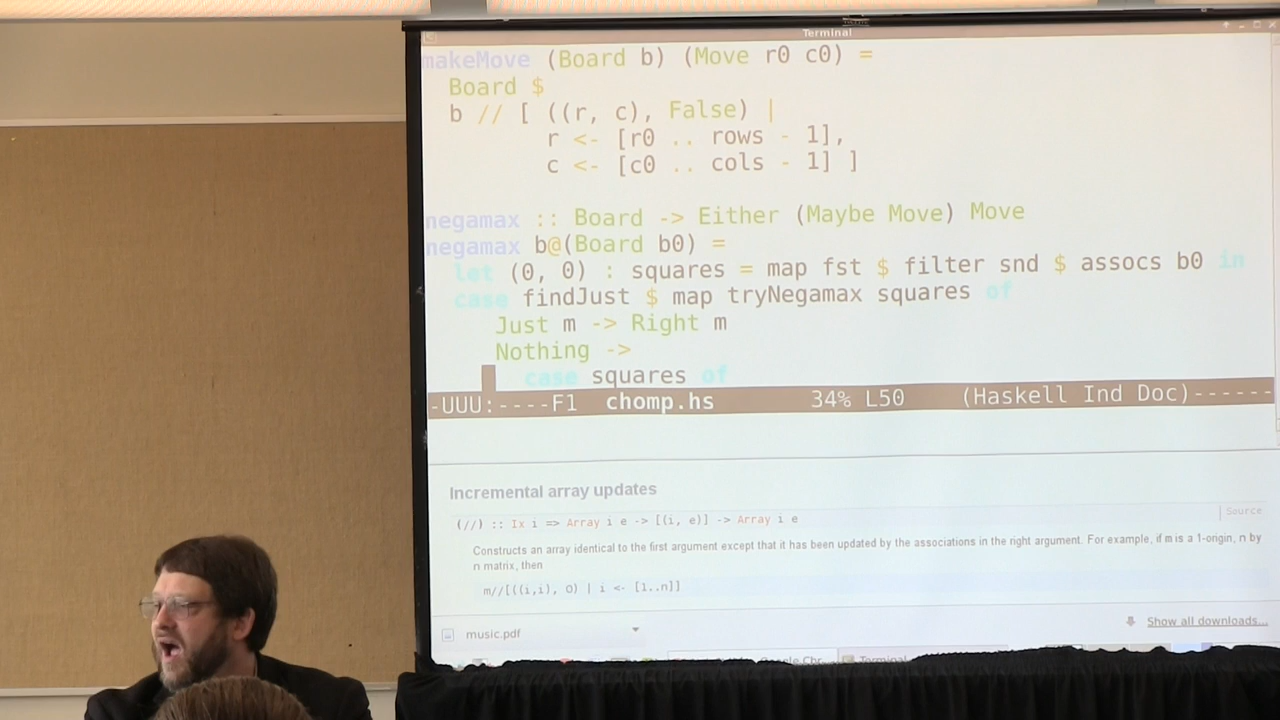 Terminal
makeMove (Board b) (Move r0 c0) =
Board $
b // [ ((r, c), False) |
r <- [r0 .. rows - 1],
c <- [c0 .. cols - 1] ]
negamax :: Board -> Either (Maybe Move) Move
negamax b@(Board b0) =
let (0, 0) : squares = map fst $ filter snd $ assocs b0 in
case findJust $ map tryNegamax squares of
Just m -> Right m
Nothing ->
case squares of
-UUU:----F1 chomp.hs 34% L50 (Haskell Ind Doc)------
Incremental array updates
(//) :: Ix i => Array i e -> [(i, e)] -> Array i e
Source
Constructs an array identical to the first argument except that it has been updated by the associations in the right argument. For example, if m is a 1-origin, n by
n matrix, then
m//[((i,i), 0) | i <- [1..n]]
music.pdf
Show all downloads...
Terminal